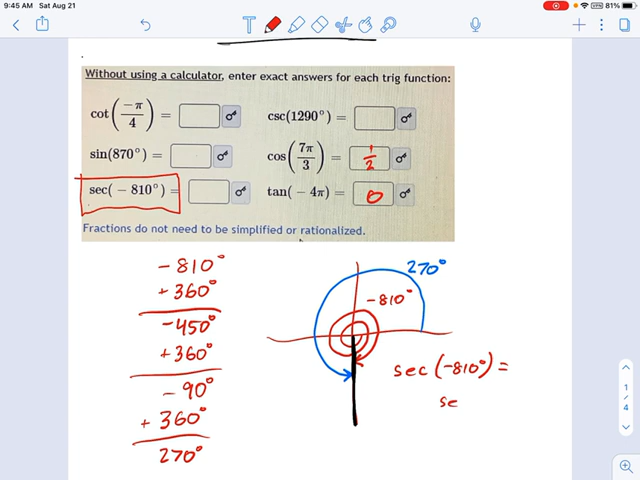 9:45 AM Sat Aug 21
VPN 81%
Without using a calculator, enter exact answers for each trig function:
cot(-π/4) =
csc(1290°) =
sin(870°) =
cos(7π/3) = 1/2
sec(-810°) =
tan(-4π) = 0
Fractions do not need to be simplified or rationalized.
-810°
+360°
-450°
+360°
-90°
+360°
270°
270°
-810°
sec(-810°) =
se
1
/
4